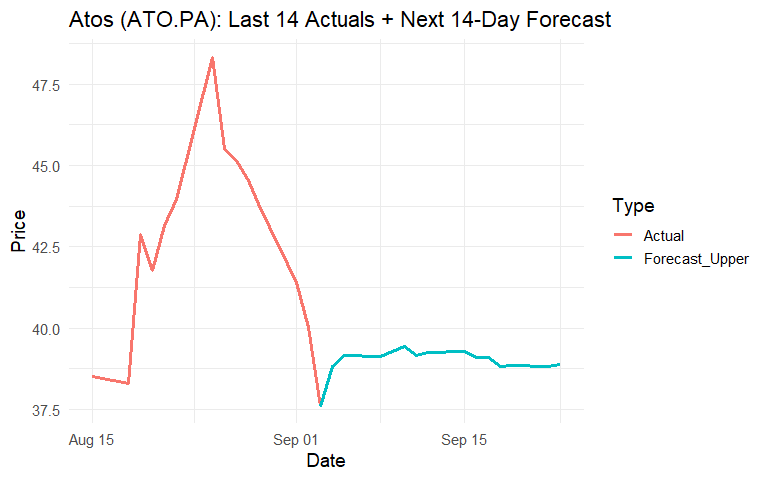 Atos (ATO.PA): Last 14 Actuals + Next 14-Day Forecast
47.5
45.0
42.5
40.0
37.5
Price
Aug 15
Sep 01
Sep 15
Date
Type
Actual
Forecast_Upper